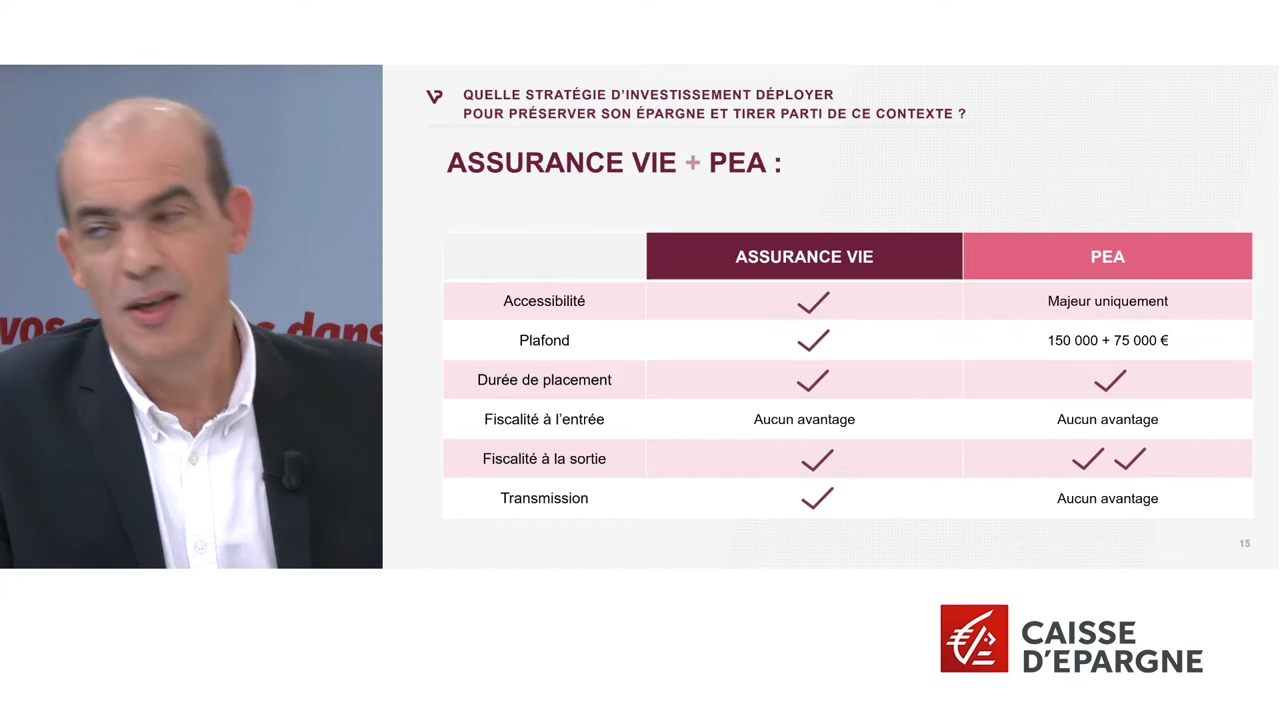 QUELLE STRATÉGIE D'INVESTISSEMENT DÉPLOYER
POUR PRÉSERVER SON ÉPARGNE ET TIRER PARTI DE CE CONTEXTE ?
ASSURANCE VIE + PEA :
ASSURANCE VIE PEA
Accessibilité Majeur uniquement
Plafond 150 000 + 75 000 €
Durée de placement
Fiscalité à l'entrée Aucun avantage Aucun avantage
Fiscalité à la sortie
Transmission Aucun avantage
15
vos dans
CAISSE
D'EPARGNE